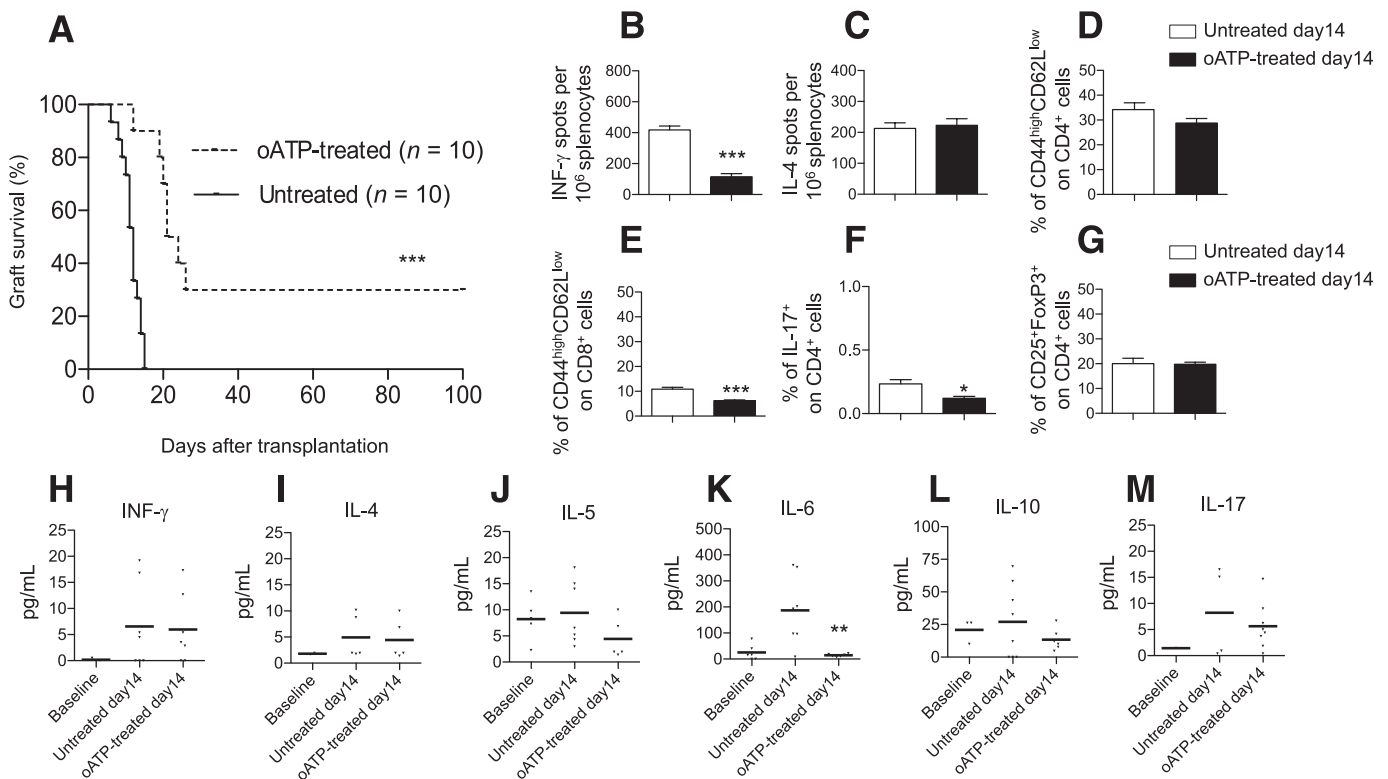 A
Graft survival (%)
100
80
60
40
20
0
0 20 40 60 80 100
Days after transplantation
oATP-treated (n = 10)
Untreated (n = 10)
***
B
INF-γ spots per
10⁶ splenocytes
800
600
400
200
0
***
C
IL-4 spots per
10⁶ splenocytes
400
300
200
100
0
D
Untreated day14
oATP-treated day14
% of CD44ʰⁱᵍʰCD62Lˡᵒʷ
on CD4⁺ cells
50
40
30
20
10
0
E
% of CD44ʰⁱᵍʰCD62Lˡᵒʷ
on CD8⁺ cells
50
40
30
20
10
0
***
F
% of IL-17⁺
on CD4⁺ cells
1.0
0.5
0.0
*
G
Untreated day14
oATP-treated day14
% of CD25⁺FoxP3⁺
on CD4⁺ cells
50
40
30
20
10
0
H
INF-γ
pg/mL
25
20
15
10
5
0
Baseline
Untreated day14
oATP-treated day14
I
IL-4
pg/mL
25
20
15
10
5
0
Baseline
Untreated day14
oATP-treated day14
J
IL-5
pg/mL
25
20
15
10
5
0
Baseline
Untreated day14
oATP-treated day14
K
IL-6
pg/mL
500
400
300
200
100
0
**
Baseline
Untreated day14
oATP-treated day14
L
IL-10
pg/mL
100
75
50
25
0
Baseline
Untreated day14
oATP-treated day14
M
IL-17
pg/mL
25
20
15
10
5
0
Baseline
Untreated day14
oATP-treated day14